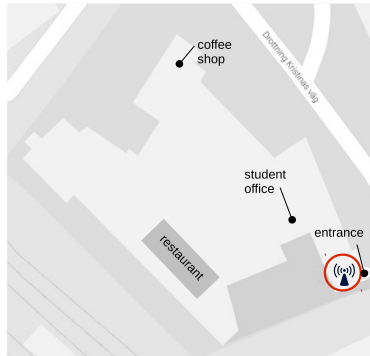 coffee
shop
Drottning Kristinas väg
student
office
entrance
restaurant